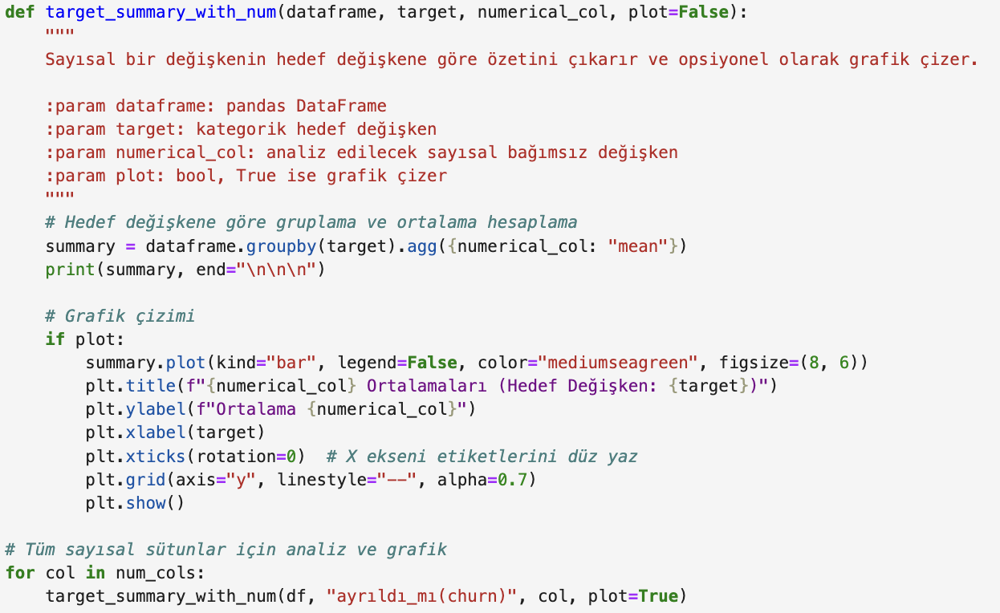 def target_summary_with_num(dataframe, target, numerical_col, plot=False):
    """
    Sayısal bir değişkenin hedef değişkene göre özetini çıkarır ve opsiyonel olarak grafik çizer.

    :param dataframe: pandas DataFrame
    :param target: kategorik hedef değişken
    :param numerical_col: analiz edilecek sayısal bağımsız değişken
    :param plot: bool, True ise grafik çizer
    """
    # Hedef değişkene göre gruplama ve ortalama hesaplama
    summary = dataframe.groupby(target).agg({numerical_col: "mean"})
    print(summary, end="\n\n\n")

    # Grafik çizimi
    if plot:
        summary.plot(kind="bar", legend=False, color="mediumseagreen", figsize=(8, 6))
        plt.title(f"{numerical_col} Ortalamaları (Hedef Değişken: {target})")
        plt.ylabel(f"Ortalama {numerical_col}")
        plt.xlabel(target)
        plt.xticks(rotation=0)  # X ekseni etiketlerini düz yaz
        plt.grid(axis="y", linestyle="--", alpha=0.7)
        plt.show()

# Tüm sayısal sütunlar için analiz ve grafik
for col in num_cols:
    target_summary_with_num(df, "ayrıldı_mı(churn)", col, plot=True)